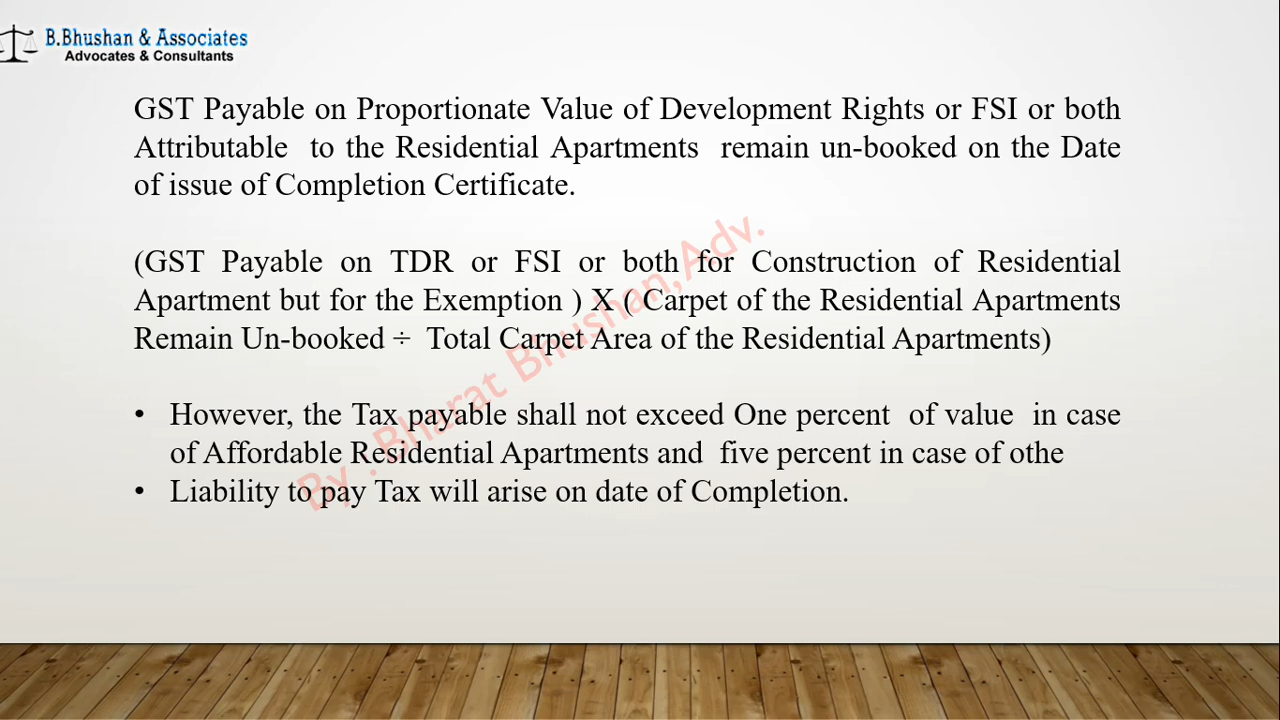 B.Bhushan & Associates
Advocates & Consultants
GST Payable on Proportionate Value of Development Rights or FSI or both
Attributable to the Residential Apartments remain un-booked on the Date
of issue of Completion Certificate.
(GST Payable on TDR or FSI or both for Construction of Residential
Apartment but for the Exemption ) X ( Carpet of the Residential Apartments
Remain Un-booked ÷ Total Carpet Area of the Residential Apartments)
• However, the Tax payable shall not exceed One percent of value in case
of Affordable Residential Apartments and five percent in case of othe
• Liability to pay Tax will arise on date of Completion.
By . Bharat Bhushan,Adv.